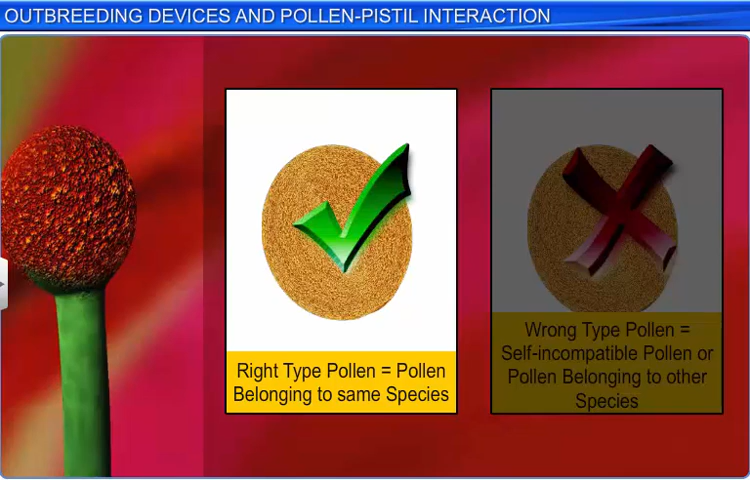 OUTBREEDING DEVICES AND POLLEN-PISTIL INTERACTION
Right Type Pollen = Pollen
Belonging to same Species
Wrong Type Pollen =
Self-incompatible Pollen or
Pollen Belonging to other
Species